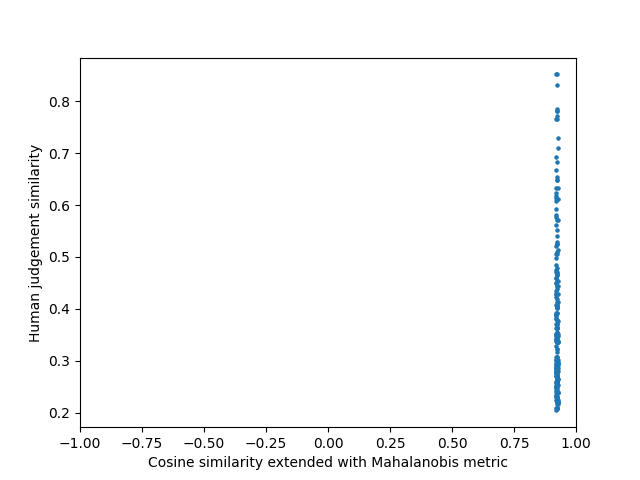 0.8
0.7
0.6
0.5
0.4
0.3
0.2
Human judgement similarity
−1.00 −0.75 −0.50 −0.25 0.00 0.25 0.50 0.75 1.00
Cosine similarity extended with Mahalanobis metric